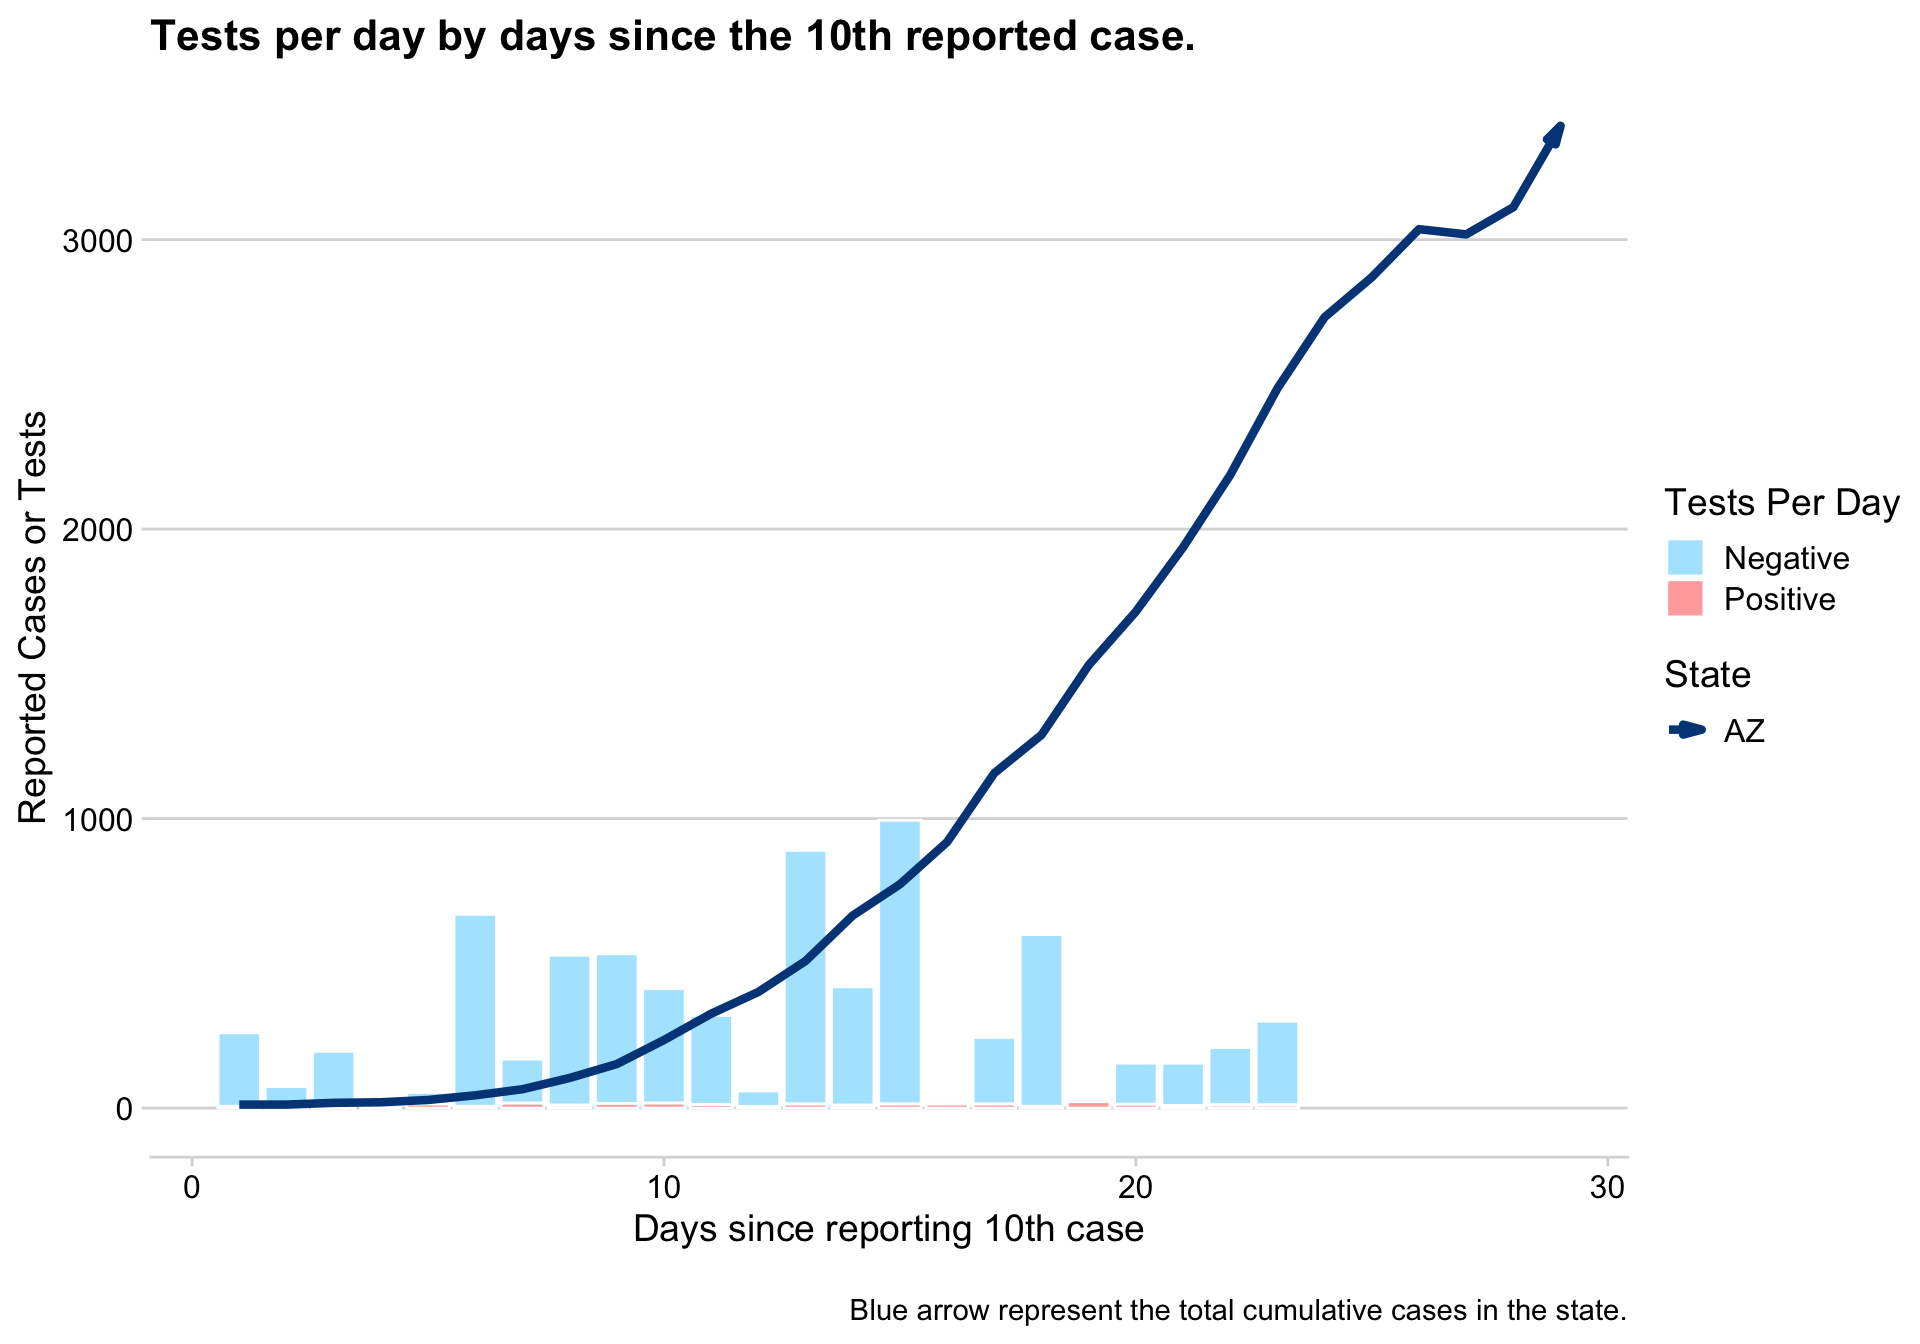 Tests per day by days since the 10th reported case.
3000
2000
1000
0
Reported Cases or Tests
0 10 20 30
Days since reporting 10th case
Tests Per Day
Negative
Positive
State
AZ
Blue arrow represent the total cumulative cases in the state.